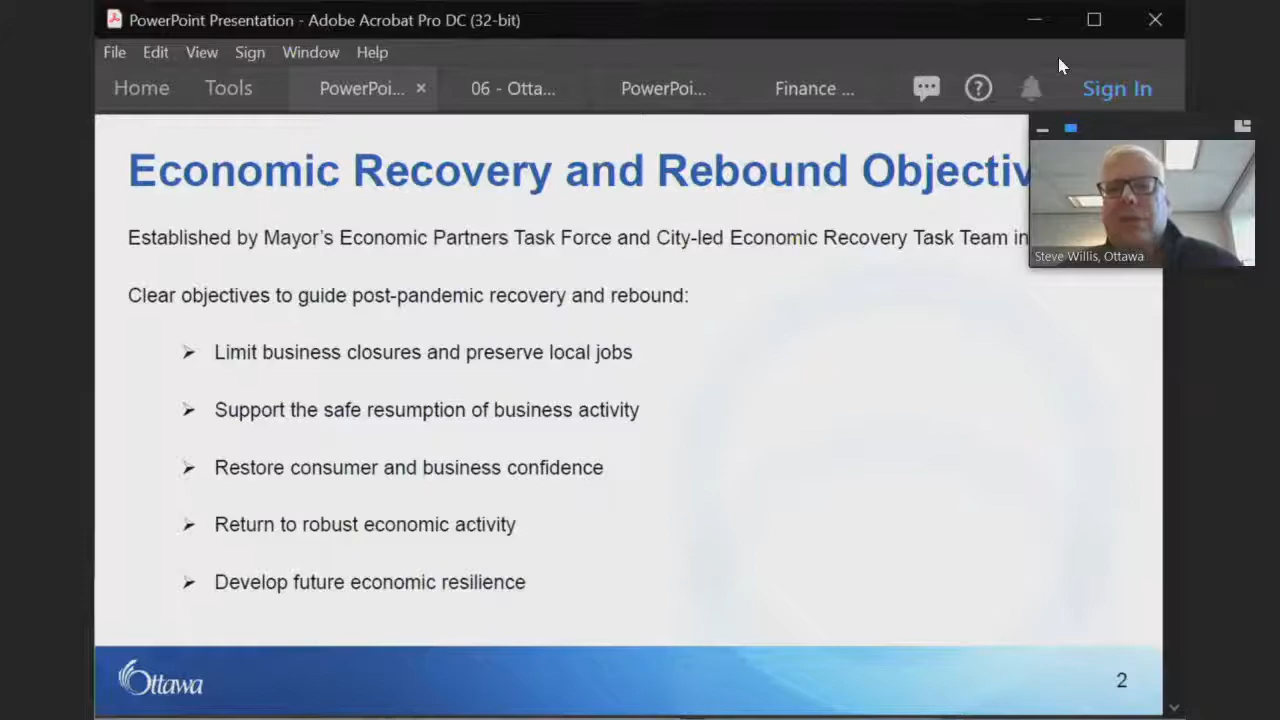 PowerPoint Presentation - Adobe Acrobat Pro DC (32-bit)
File Edit View Sign Window Help
Home Tools PowerPoi... × 06 - Otta... PowerPoi... Finance ... Sign In
Economic Recovery and Rebound Objectiv
Established by Mayor's Economic Partners Task Force and City-led Economic Recovery Task Team in
Steve Willis, Ottawa
Clear objectives to guide post-pandemic recovery and rebound:
➢ Limit business closures and preserve local jobs
➢ Support the safe resumption of business activity
➢ Restore consumer and business confidence
➢ Return to robust economic activity
➢ Develop future economic resilience
Ottawa
2